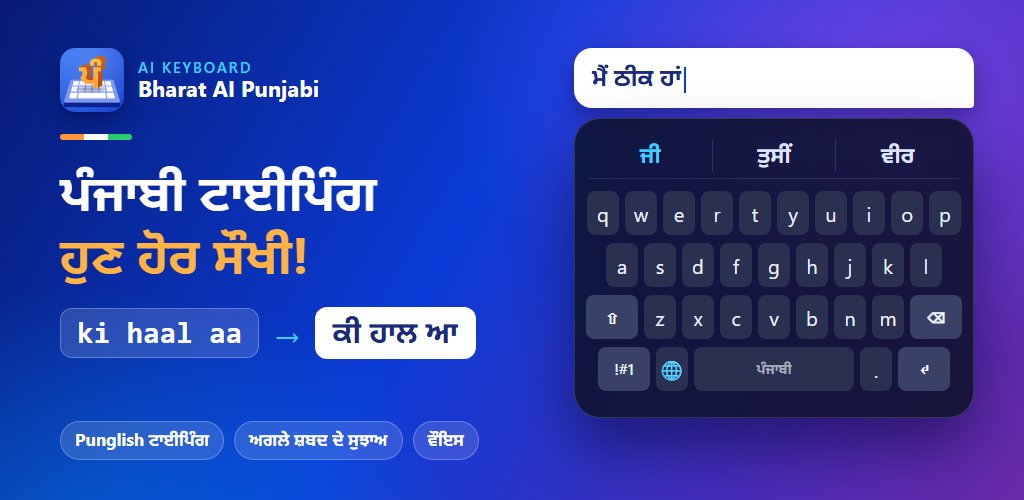 ਪੰ
AI KEYBOARD
Bharat AI Punjabi
ਪੰਜਾਬੀ ਟਾਈਪਿੰਗ
ਹੁਣ ਹੋਰ ਸੌਖੀ!
ki haal aa → ਕੀ ਹਾਲ ਆ
Punglish ਟਾਈਪਿੰਗ
ਅਗਲੇ ਸ਼ਬਦ ਦੇ ਸੁਝਾਅ
ਵੌਇਸ
ਮੈਂ ਠੀਕ ਹਾਂ
ਜੀ ਤੁਸੀਂ ਵੀਰ
q w e r t y u i o p
a s d f g h j k l
⇧ z x c v b n m ⌫
!#1 🌐 ਪੰਜਾਬੀ . ↲